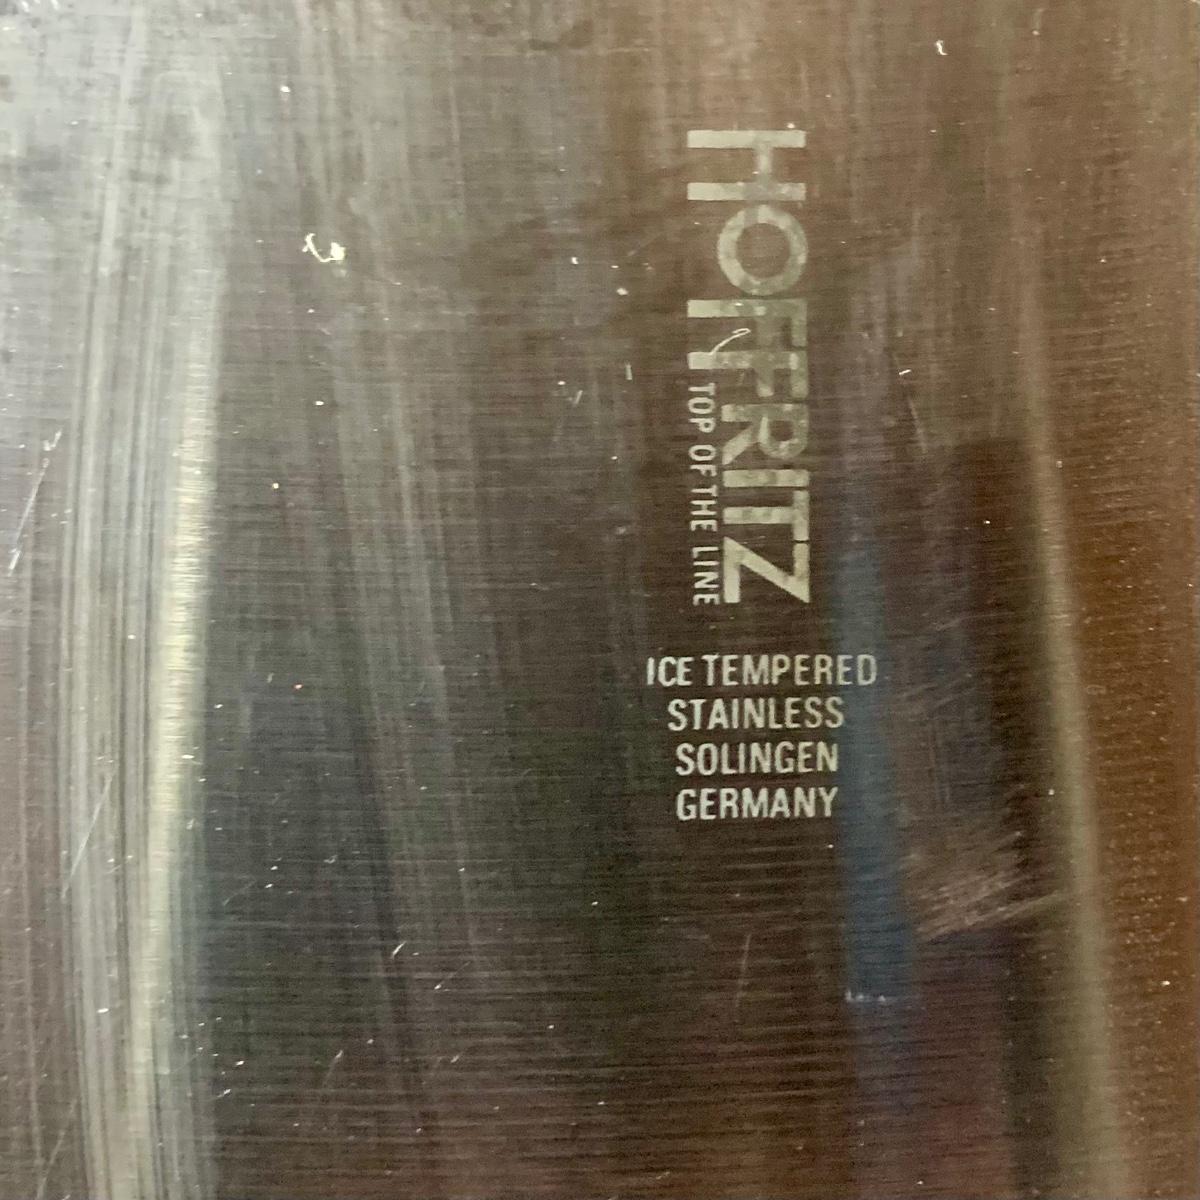 HOFFRITZ
TOP OF THE LINE
ICE TEMPERED
STAINLESS
SOLINGEN
GERMANY